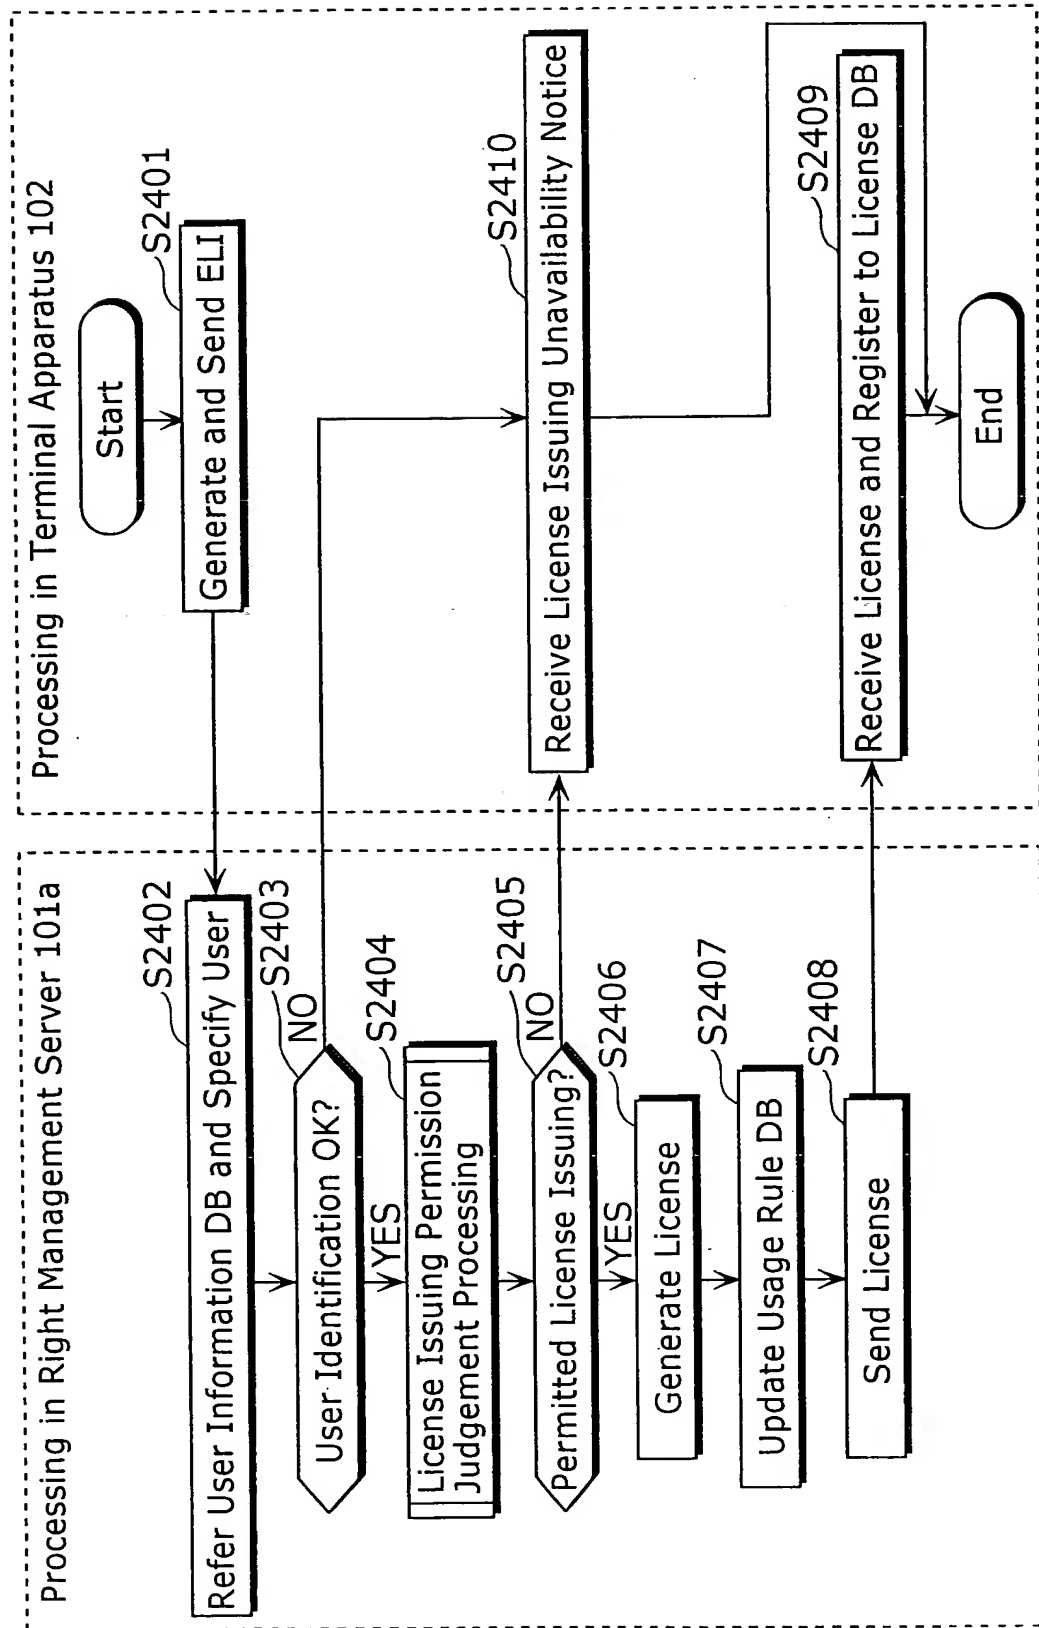 Processing in Right Management Server 101a
S2402
Refer User Information DB and Specify User
S2403
User Identification OK?
NO
YES
S2404
License Issuing Permission
Judgement Processing
S2405
Permitted License Issuing?
NO
YES
S2406
Generate License
S2407
Update Usage Rule DB
S2408
Send License
Processing in Terminal Apparatus 102
Start
S2401
Generate and Send ELI
S2410
Receive License Issuing Unavailability Notice
S2409
Receive License and Register to License DB
End